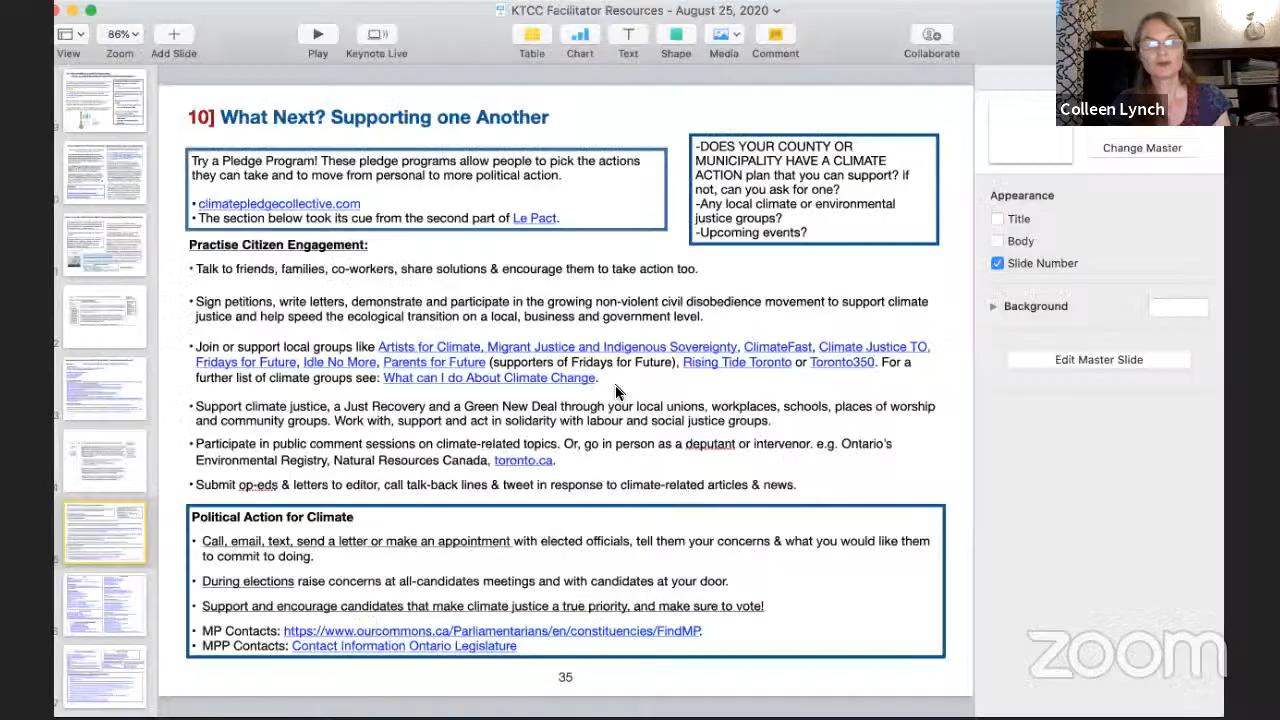 KTCC Facilitator Resources - August 25, 2020
86%
View Zoom Add Slide Play Keynote Live Table Chart Text Shape Media Comment Collaborate
Colleen Lynch
Change Master
Appearance
Title
Body
Slide Number
Background
Edit Master Slide
10] What Next? Supporting one Another
Try a Pledge Program: These pledge programs allow people to track the actions
they can take and to move from personal to more political action.
• climatepledgecollective.com
• The section below took its cue from the second part of Le Pact.
-DOES YOUR COUNTY OR
MUNICIPALITY HAVE A CLIMATE
ACTION plan that you can support? if
not, can you ask for one?
-Any local climate or environmental
justice groups?
-Upcoming events?
Engagement:
• Talk to friends, families, co-workers, share solutions & encourage them to take action too.
• Sign petitions, write letters, demonstrate and participate in the growing non-violent civil disobedience movement to support climate
justice and help speed the ecological transition on a local, business and government level.
• Join or support local groups like Artists for Climate, Migrant Justice and Indigenous Sovereignty, ClimateFast, Climate Justice TO,
Fridays for Future, Idle No More, Parents for Future (supporters of Fridays for Future), Rising Tide Toronto or Toronto350. For a
further list of climate groups see: What can I do About Climate Change.
• Support climate justice, a Just Recovery and a Green New Deal through your local unions, workplaces, schools, places of worship
and community groups. Work with, support and act in solidarity with labour and social justice groups.
• Participate in public comment sessions on climate-related topics. Or, go in person as a deputant or intervenor, e.g. Ontario's
Environmental Registry, Natural Resources Canada, toronto.ca.
• Submit op-eds & letters to editor, call talk-back lines & tweet in response to climate-related articles & news.
Political Climate
• Call, email, fax, send a letter or make an appointment with elected officials, tell them your concerns & what you would like them
to commit to doing.
• During elections raise climate at all-candidates and with candidates at your door.
• encourage candidates to make climate a true priority, and make sure to vote!
• MP Contacts: https://www.ourcommons.ca/Parliamentarians/en/constituencies/FindMP.
• MPP Contacts: Contact Information Ontario Legislature
35
zoom